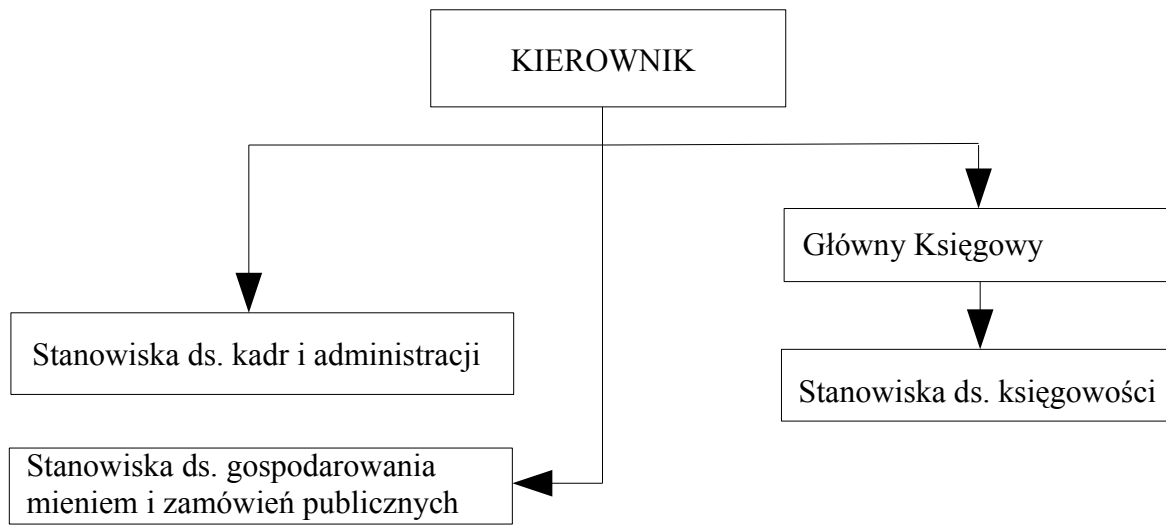 KIEROWNIK
Główny Księgowy
Stanowiska ds. kadr i administracji
Stanowiska ds. księgowości
Stanowiska ds. gospodarowania
mieniem i zamówień publicznych